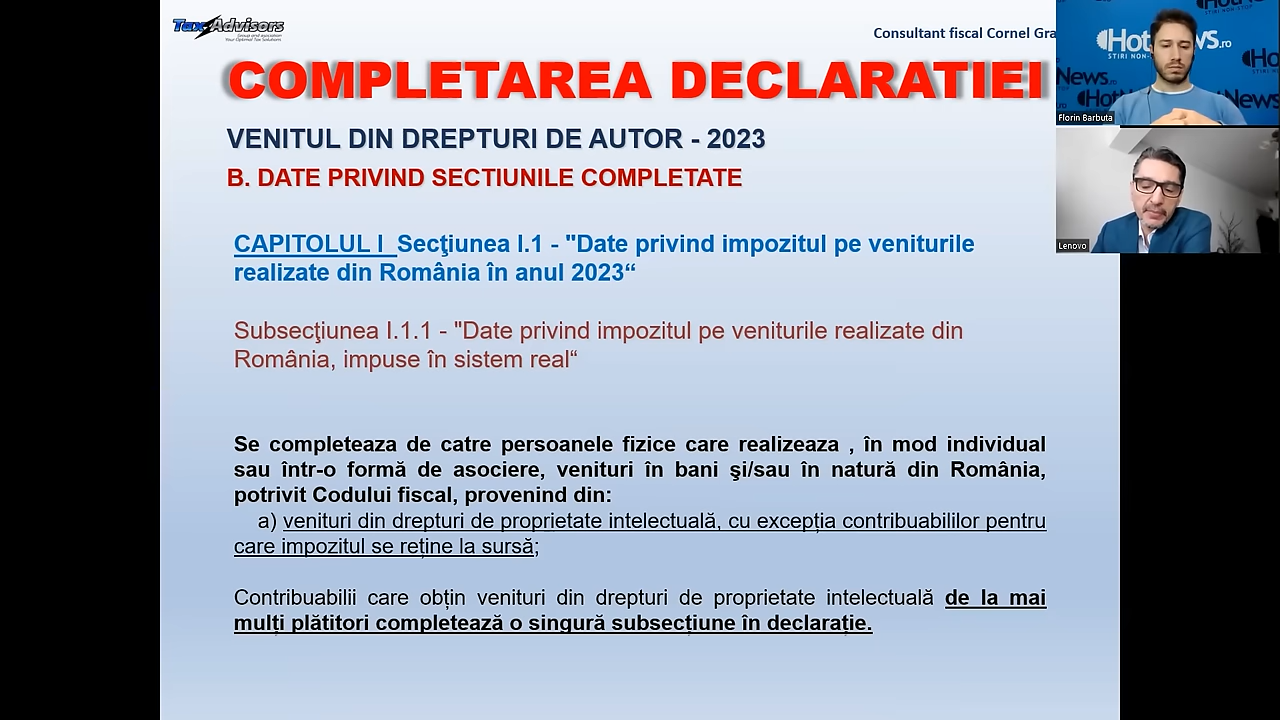 Tax Advisors
Consultant fiscal Cornel Gra
COMPLETAREA DECLARATIEI
VENITUL DIN DREPTURI DE AUTOR - 2023
B. DATE PRIVIND SECTIUNILE COMPLETATE
CAPITOLUL I Secţiunea I.1 - "Date privind impozitul pe veniturile
realizate din România în anul 2023“
Subsecţiunea I.1.1 - "Date privind impozitul pe veniturile realizate din
România, impuse în sistem real“
Se completeaza de catre persoanele fizice care realizeaza , în mod individual
sau într-o formă de asociere, venituri în bani şi/sau în natură din România,
potrivit Codului fiscal, provenind din:
a) venituri din drepturi de proprietate intelectuală, cu excepția contribuabililor pentru
care impozitul se reține la sursă;
Contribuabilii care obțin venituri din drepturi de proprietate intelectuală de la mai
mulți plătitori completează o singură subsecțiune în declarație.
Florin Barbuta
Lenovo